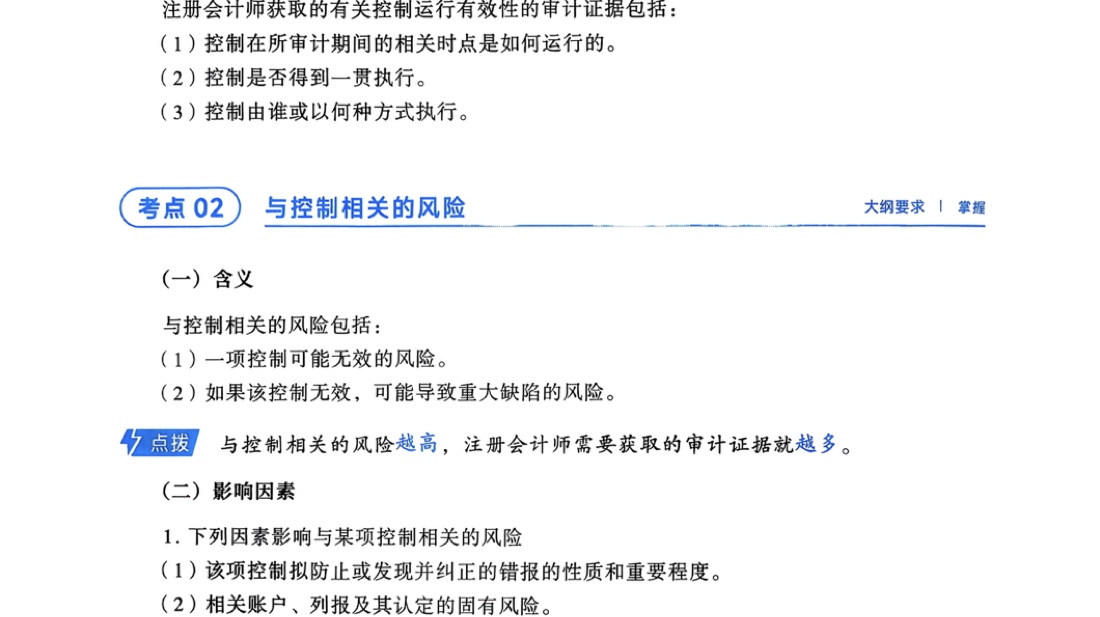 注册会计师获取的有关控制运行有效性的审计证据包括：
（1）控制在所审计期间的相关时点是如何运行的。
（2）控制是否得到一贯执行。
（3）控制由谁或以何种方式执行。
考点 02 与控制相关的风险 大纲要求 | 掌握
（一）含义
与控制相关的风险包括：
（1）一项控制可能无效的风险。
（2）如果该控制无效，可能导致重大缺陷的风险。
点拨 与控制相关的风险越高，注册会计师需要获取的审计证据就越多。
（二）影响因素
1. 下列因素影响与某项控制相关的风险
（1）该项控制拟防止或发现并纠正的错报的性质和重要程度。
（2）相关账户、列报及其认定的固有风险。